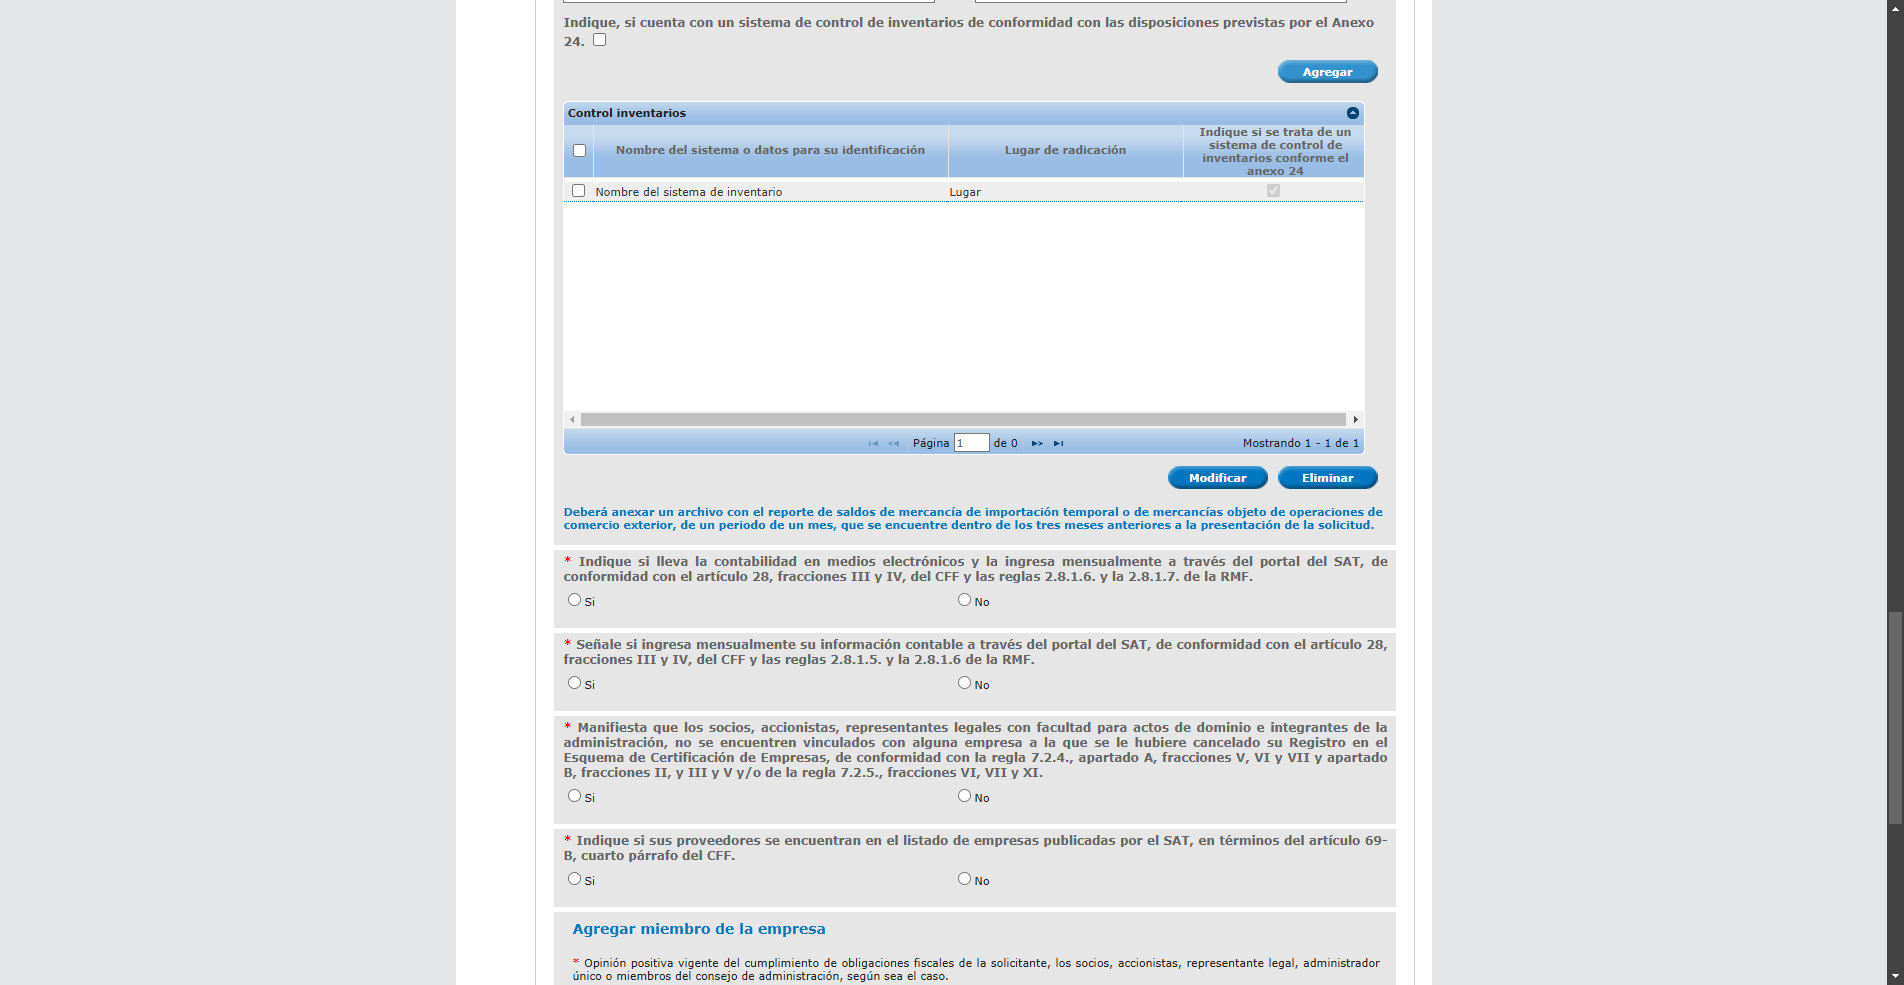 Indique, si cuenta con un sistema de control de inventarios de conformidad con las disposiciones previstas por el Anexo
24.
Agregar
Control inventarios
Nombre del sistema o datos para su identificación
Lugar de radicación
Indique si se trata de un
sistema de control de
inventarios conforme el
anexo 24
Nombre del sistema de inventario
Lugar
Página 1 de 0
Mostrando 1 - 1 de 1
Modificar
Eliminar
Deberá anexar un archivo con el reporte de saldos de mercancía de importación temporal o de mercancías objeto de operaciones de
comercio exterior, de un periodo de un mes, que se encuentre dentro de los tres meses anteriores a la presentación de la solicitud.
* Indique si lleva la contabilidad en medios electrónicos y la ingresa mensualmente a través del portal del SAT, de
conformidad con el artículo 28, fracciones III y IV, del CFF y las reglas 2.8.1.6. y la 2.8.1.7. de la RMF.
Si
No
* Señale si ingresa mensualmente su información contable a través del portal del SAT, de conformidad con el artículo 28,
fracciones III y IV, del CFF y las reglas 2.8.1.5. y la 2.8.1.6 de la RMF.
Si
No
* Manifiesta que los socios, accionistas, representantes legales con facultad para actos de dominio e integrantes de la
administración, no se encuentren vinculados con alguna empresa a la que se le hubiere cancelado su Registro en el
Esquema de Certificación de Empresas, de conformidad con la regla 7.2.4., apartado A, fracciones V, VI y VII y apartado
B, fracciones II, y III y V y/o de la regla 7.2.5., fracciones VI, VII y XI.
Si
No
* Indique si sus proveedores se encuentran en el listado de empresas publicadas por el SAT, en términos del artículo 69-
B, cuarto párrafo del CFF.
Si
No
Agregar miembro de la empresa
* Opinión positiva vigente del cumplimiento de obligaciones fiscales de la solicitante, los socios, accionistas, representante legal, administrador
único o miembros del consejo de administración, según sea el caso.